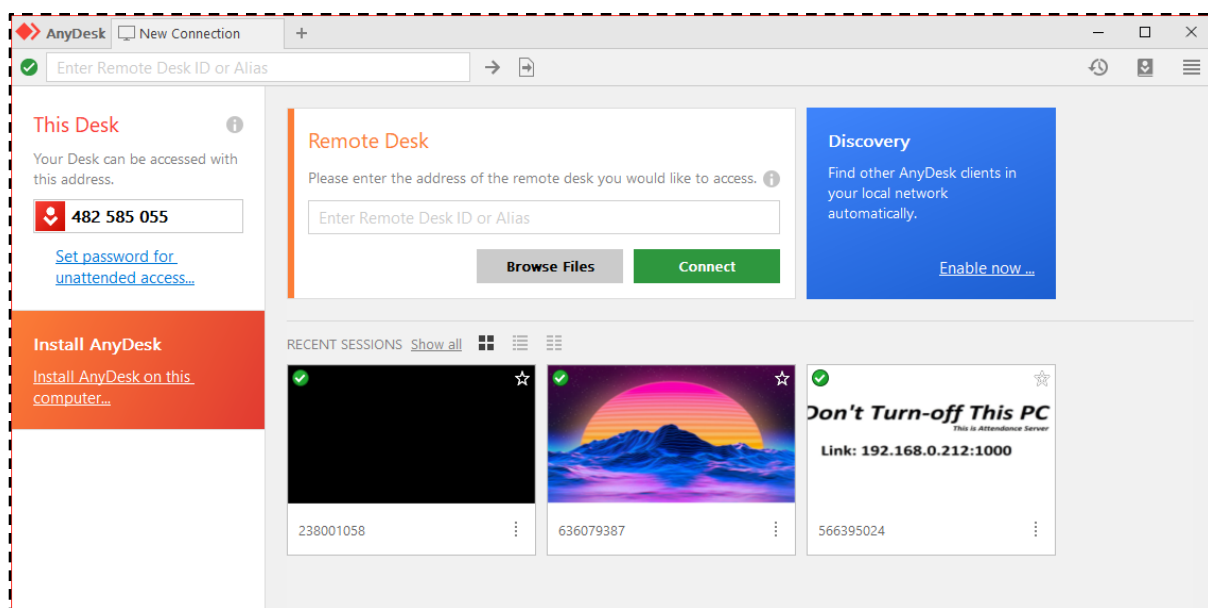 AnyDesk New Connection
Enter Remote Desk ID or Alias
This Desk
Your Desk can be accessed with
this address.
482 585 055
Set password for
unattended access...
Install AnyDesk
Install AnyDesk on this
computer...
Remote Desk
Please enter the address of the remote desk you would like to access.
Enter Remote Desk ID or Alias
Browse Files
Connect
Discovery
Find other AnyDesk clients in
your local network
automatically.
Enable now ...
RECENT SESSIONS Show all
Don't Turn-off This PC
This is Attendance Server
Link: 192.168.0.212:1000
238001058
636079387
566395024